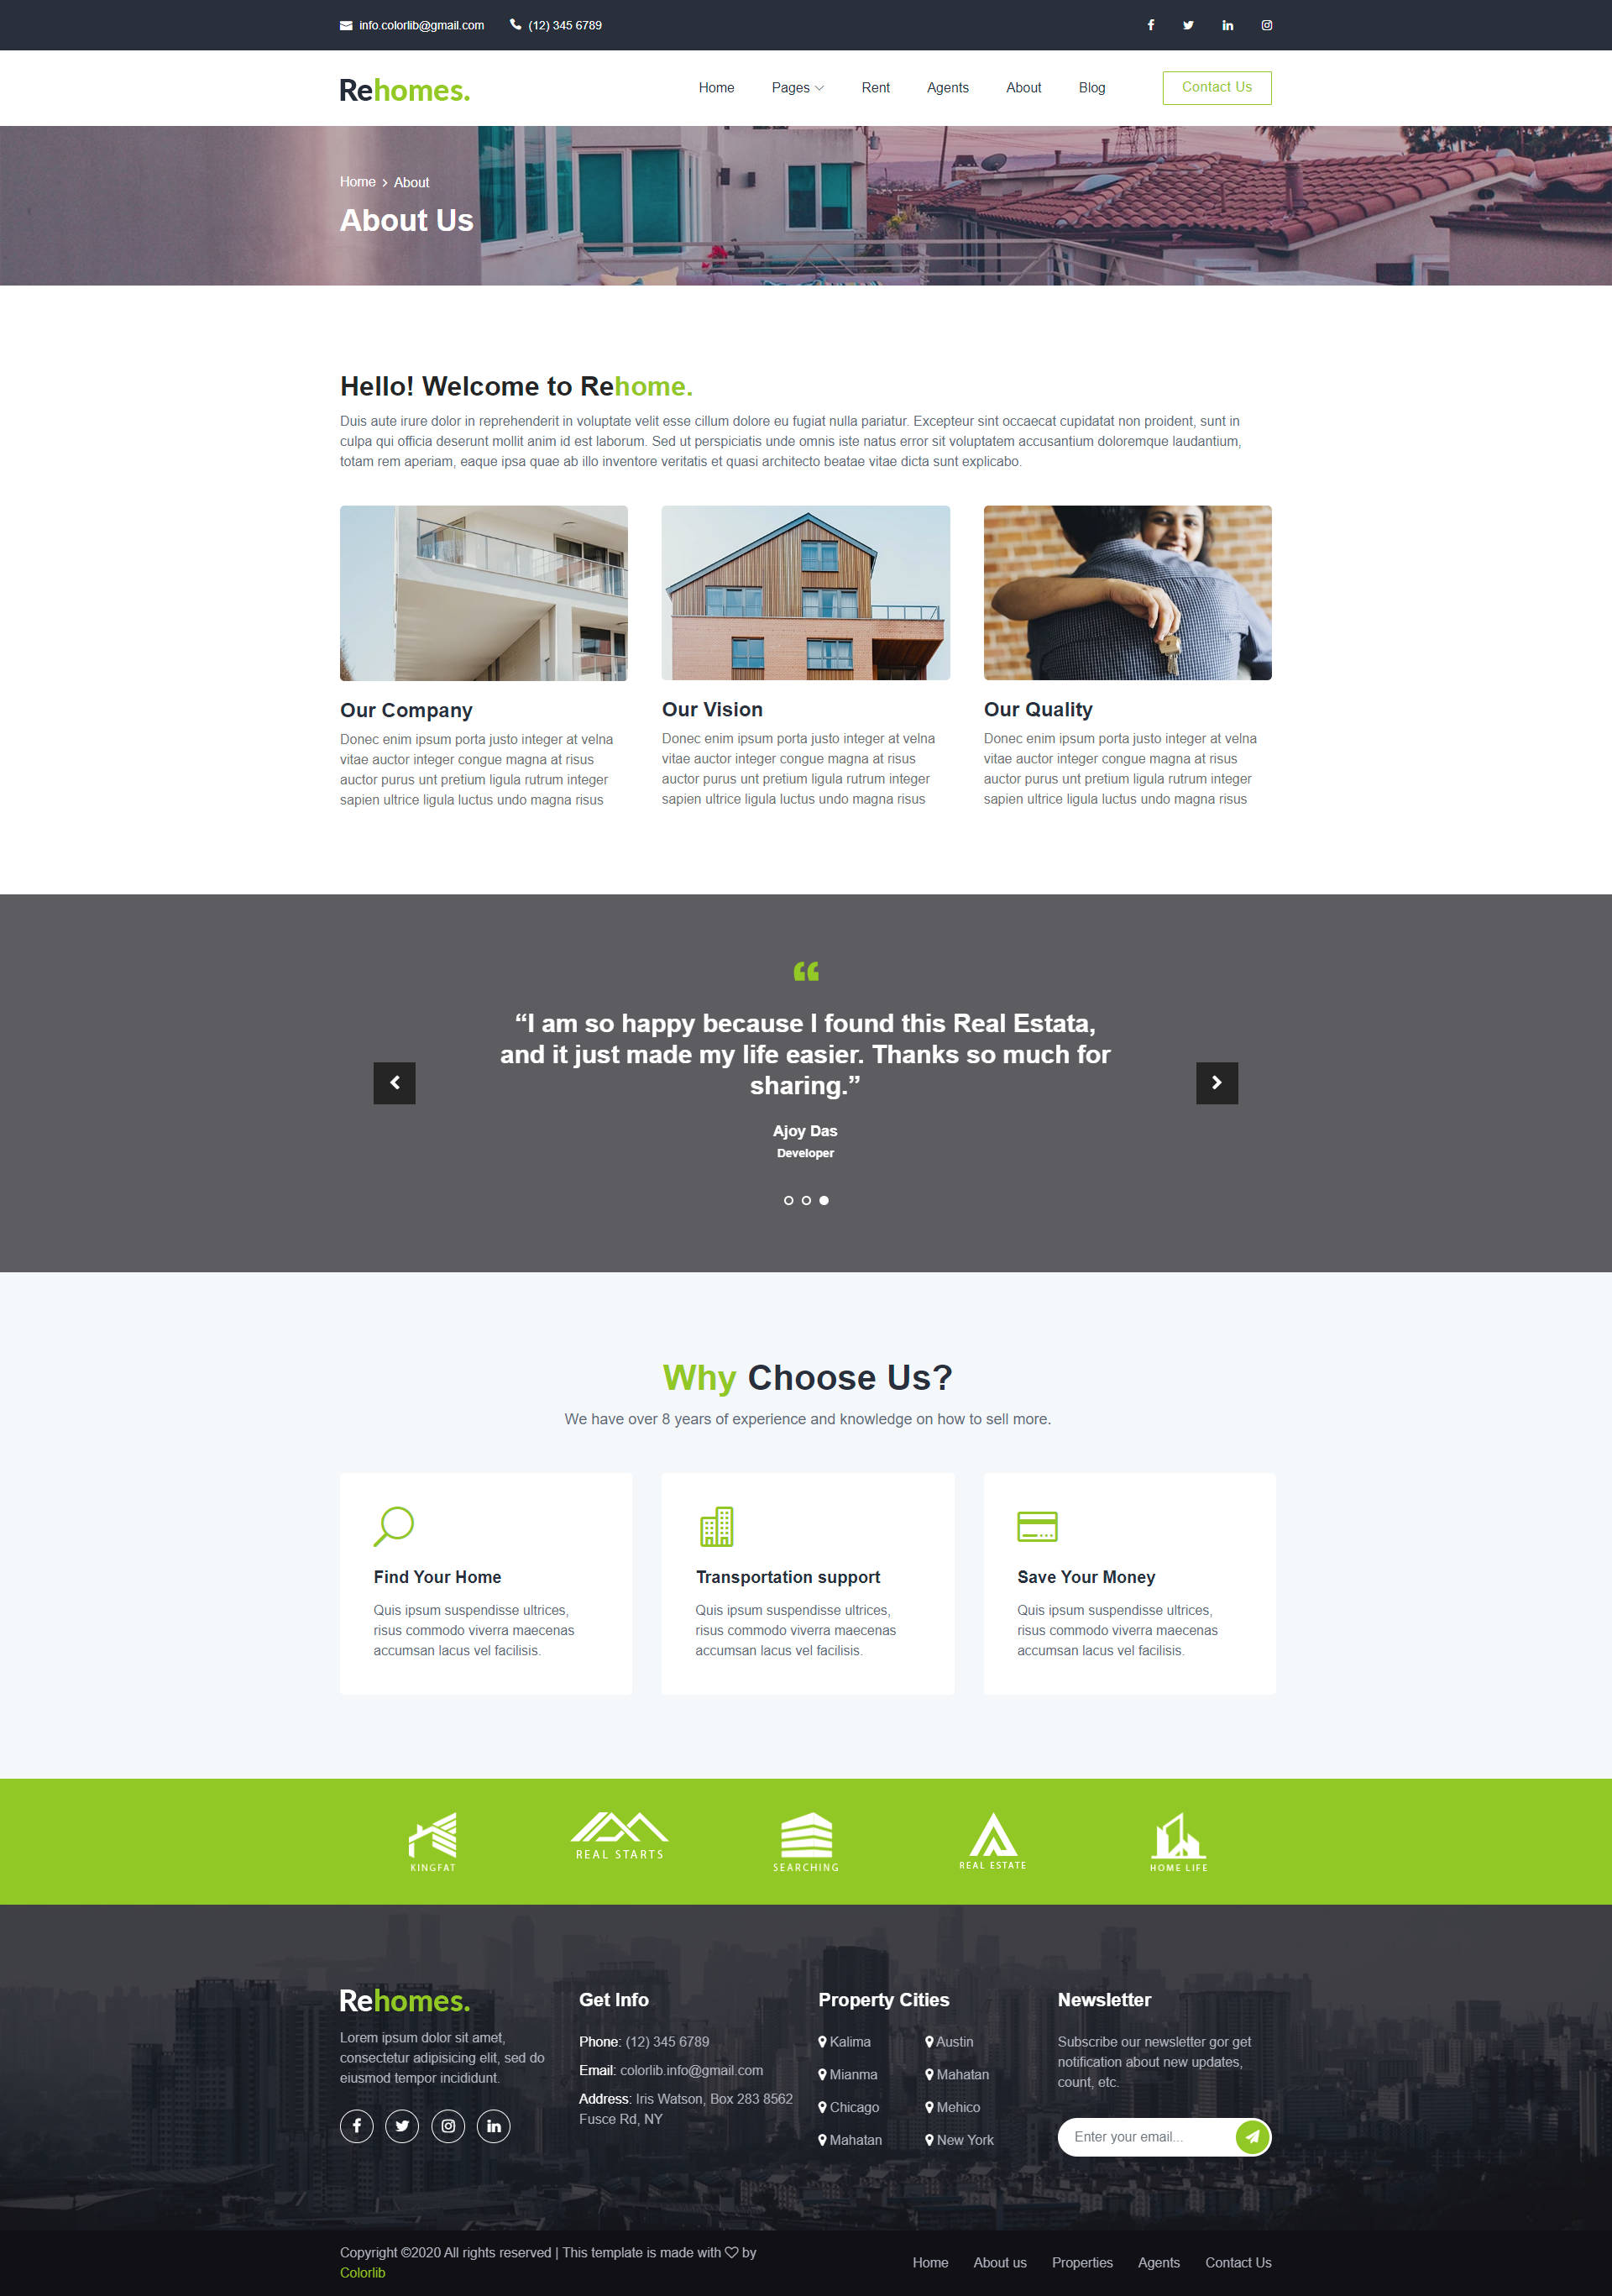 info.colorlib@gmail.com (12) 345 6789
Rehomes.
Home Pages Rent Agents About Blog Contact Us
Home About
About Us
Hello! Welcome to Rehome.
Duis aute irure dolor in reprehenderit in voluptate velit esse cillum dolore eu fugiat nulla pariatur. Excepteur sint occaecat cupidatat non proident, sunt in
culpa qui officia deserunt mollit anim id est laborum. Sed ut perspiciatis unde omnis iste natus error sit voluptatem accusantium doloremque laudantium,
totam rem aperiam, eaque ipsa quae ab illo inventore veritatis et quasi architecto beatae vitae dicta sunt explicabo.
Our Company
Donec enim ipsum porta justo integer at velna
vitae auctor integer congue magna at risus
auctor purus unt pretium ligula rutrum integer
sapien ultrice ligula luctus undo magna risus
Our Vision
Donec enim ipsum porta justo integer at velna
vitae auctor integer congue magna at risus
auctor purus unt pretium ligula rutrum integer
sapien ultrice ligula luctus undo magna risus
Our Quality
Donec enim ipsum porta justo integer at velna
vitae auctor integer congue magna at risus
auctor purus unt pretium ligula rutrum integer
sapien ultrice ligula luctus undo magna risus
“I am so happy because I found this Real Estata,
and it just made my life easier. Thanks so much for
sharing.”
Ajoy Das
Developer
Why Choose Us?
We have over 8 years of experience and knowledge on how to sell more.
Find Your Home
Quis ipsum suspendisse ultrices,
risus commodo viverra maecenas
accumsan lacus vel facilisis.
Transportation support
Quis ipsum suspendisse ultrices,
risus commodo viverra maecenas
accumsan lacus vel facilisis.
Save Your Money
Quis ipsum suspendisse ultrices,
risus commodo viverra maecenas
accumsan lacus vel facilisis.
KINGFAT
REAL STARTS
SEARCHING
REAL ESTATE
HOME LIFE
Rehomes.
Lorem ipsum dolor sit amet,
consectetur adipisicing elit, sed do
eiusmod tempor incididunt.
Get Info
Phone: (12) 345 6789
Email: colorlib.info@gmail.com
Address: Iris Watson, Box 283 8562
Fusce Rd, NY
Property Cities
Kalima
Mianma
Chicago
Mahatan
Austin
Mahatan
Mehico
New York
Newsletter
Subscribe our newsletter gor get
notification about new updates,
count, etc.
Enter your email...
Copyright ©2020 All rights reserved | This template is made with ♡ by
Colorlib
Home About us Properties Agents Contact Us